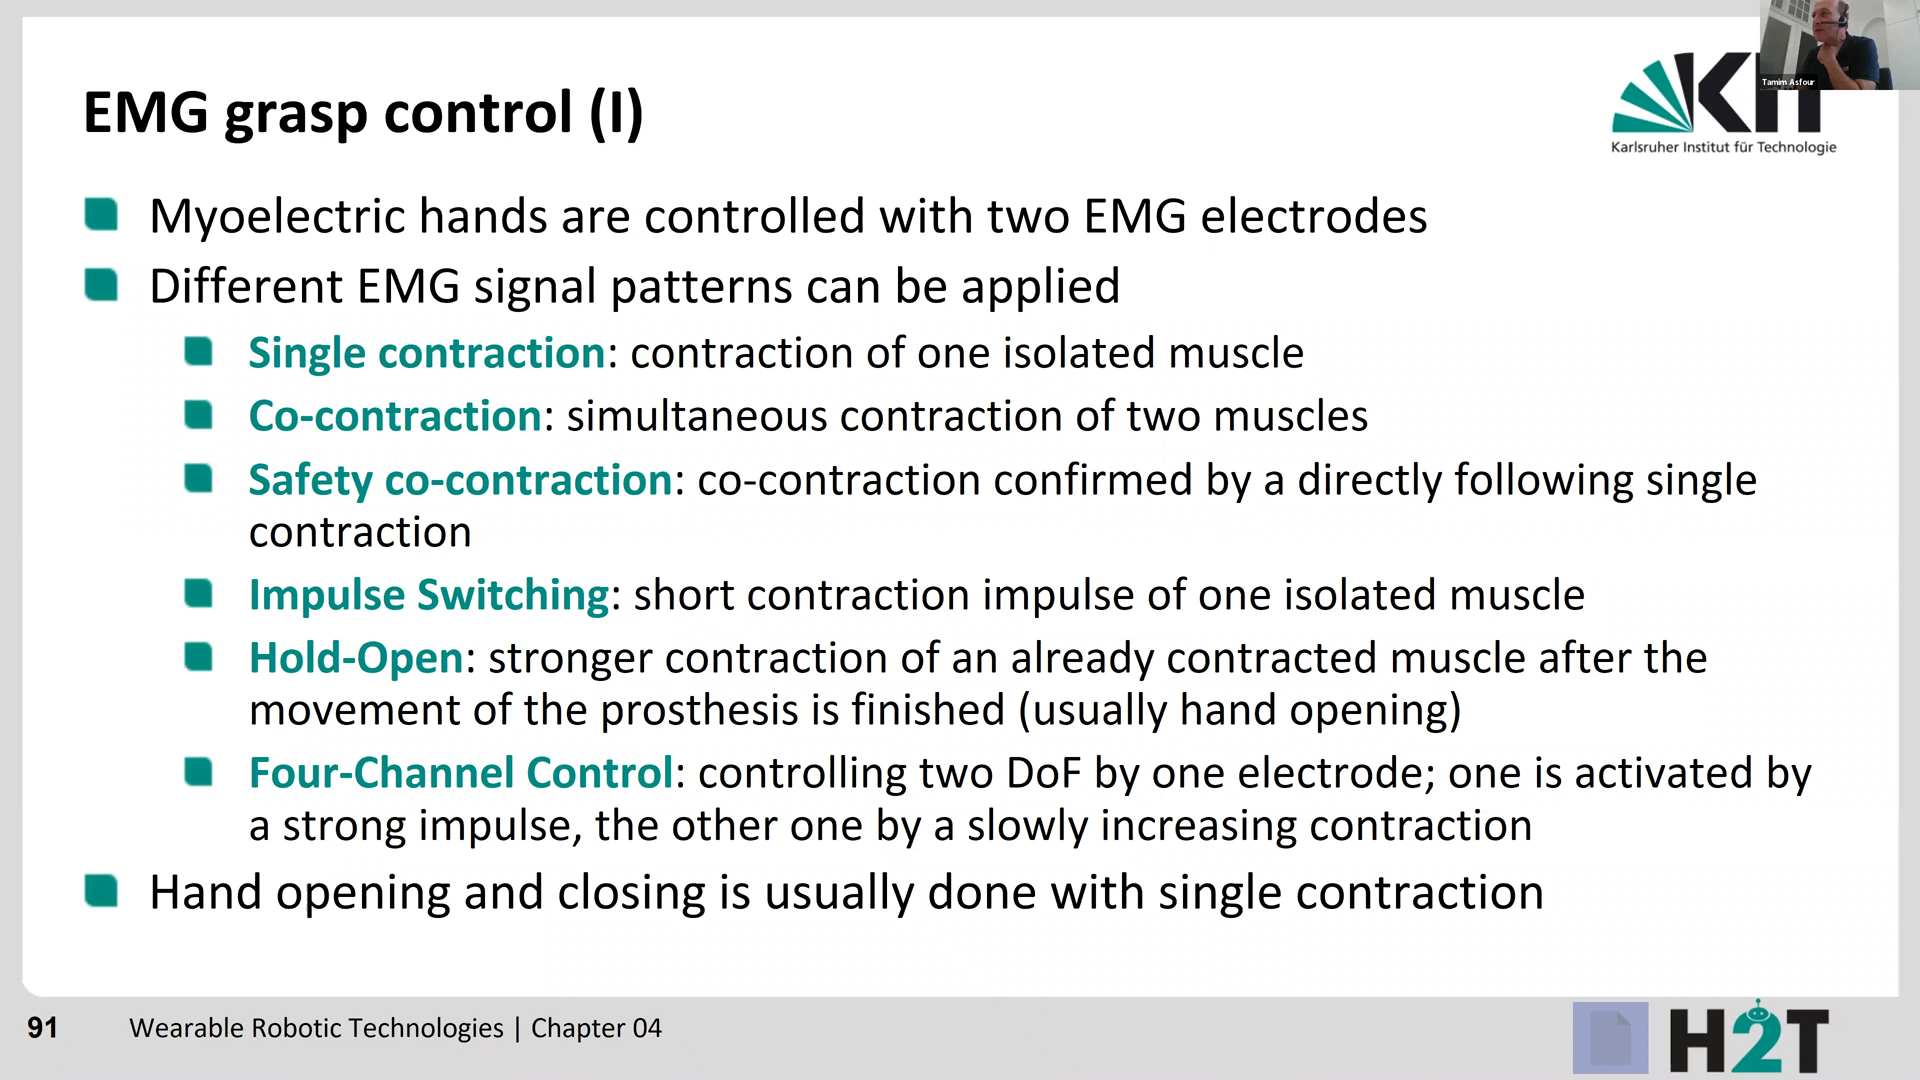 Tamim Asfour
EMG grasp control (I)
KIT
Karlsruher Institut für Technologie
Myoelectric hands are controlled with two EMG electrodes
Different EMG signal patterns can be applied
Single contraction: contraction of one isolated muscle
Co-contraction: simultaneous contraction of two muscles
Safety co-contraction: co-contraction confirmed by a directly following single
contraction
Impulse Switching: short contraction impulse of one isolated muscle
Hold-Open: stronger contraction of an already contracted muscle after the
movement of the prosthesis is finished (usually hand opening)
Four-Channel Control: controlling two DoF by one electrode; one is activated by
a strong impulse, the other one by a slowly increasing contraction
Hand opening and closing is usually done with single contraction
91 Wearable Robotic Technologies | Chapter 04
H2T